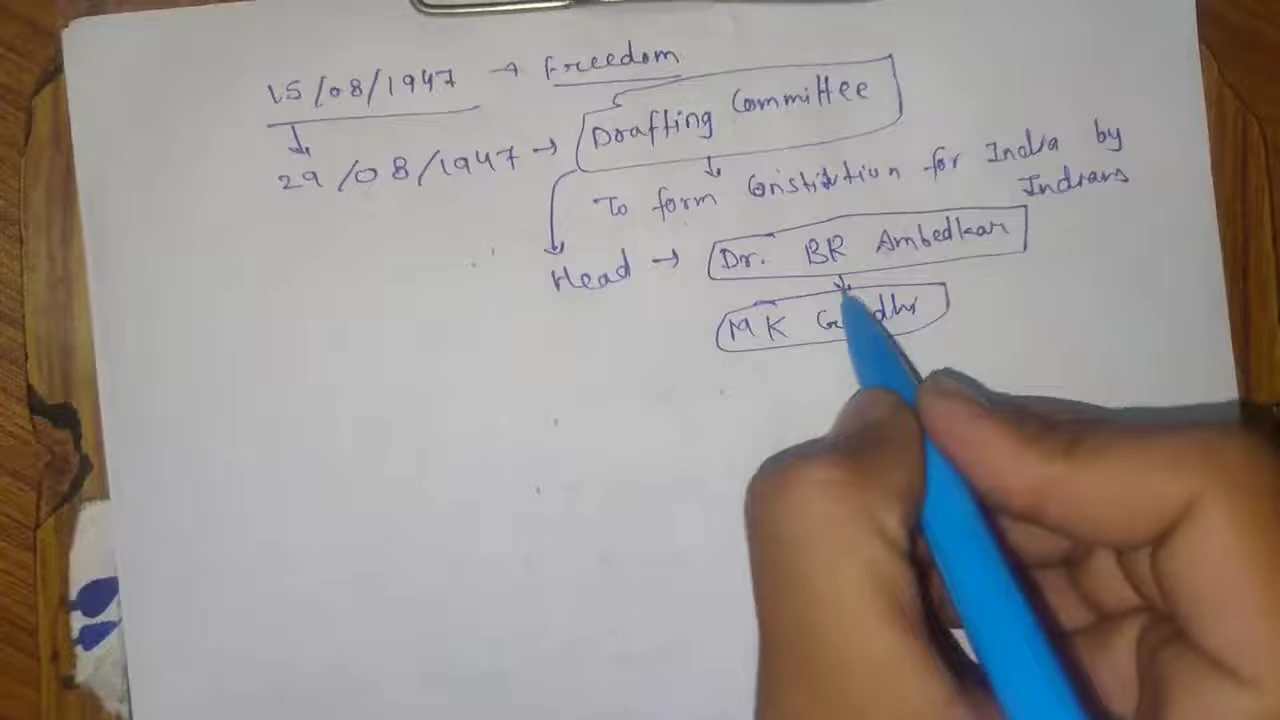 15/08/1947 → Freedom
29/08/1947 → Drafting Committee
To form Constitution for India by
Indians
Head → Dr. BR Ambedkar
MK